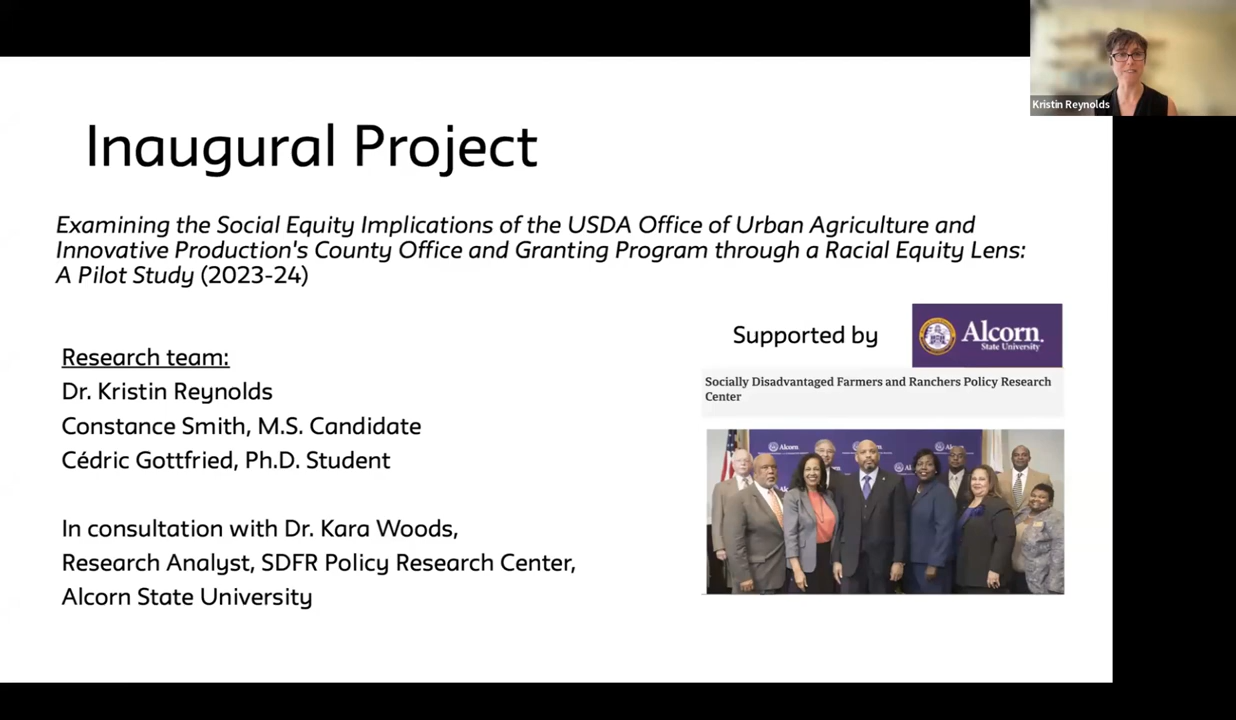 Kristin Reynolds
Inaugural Project
Examining the Social Equity Implications of the USDA Office of Urban Agriculture and
Innovative Production's County Office and Granting Program through a Racial Equity Lens:
A Pilot Study (2023-24)
Research team:
Dr. Kristin Reynolds
Constance Smith, M.S. Candidate
Cédric Gottfried, Ph.D. Student
In consultation with Dr. Kara Woods,
Research Analyst, SDFR Policy Research Center,
Alcorn State University
Supported by
Alcorn.
State University
Socially Disadvantaged Farmers and Ranchers Policy Research
Center
Alcorn
Alcorn
Alcorn